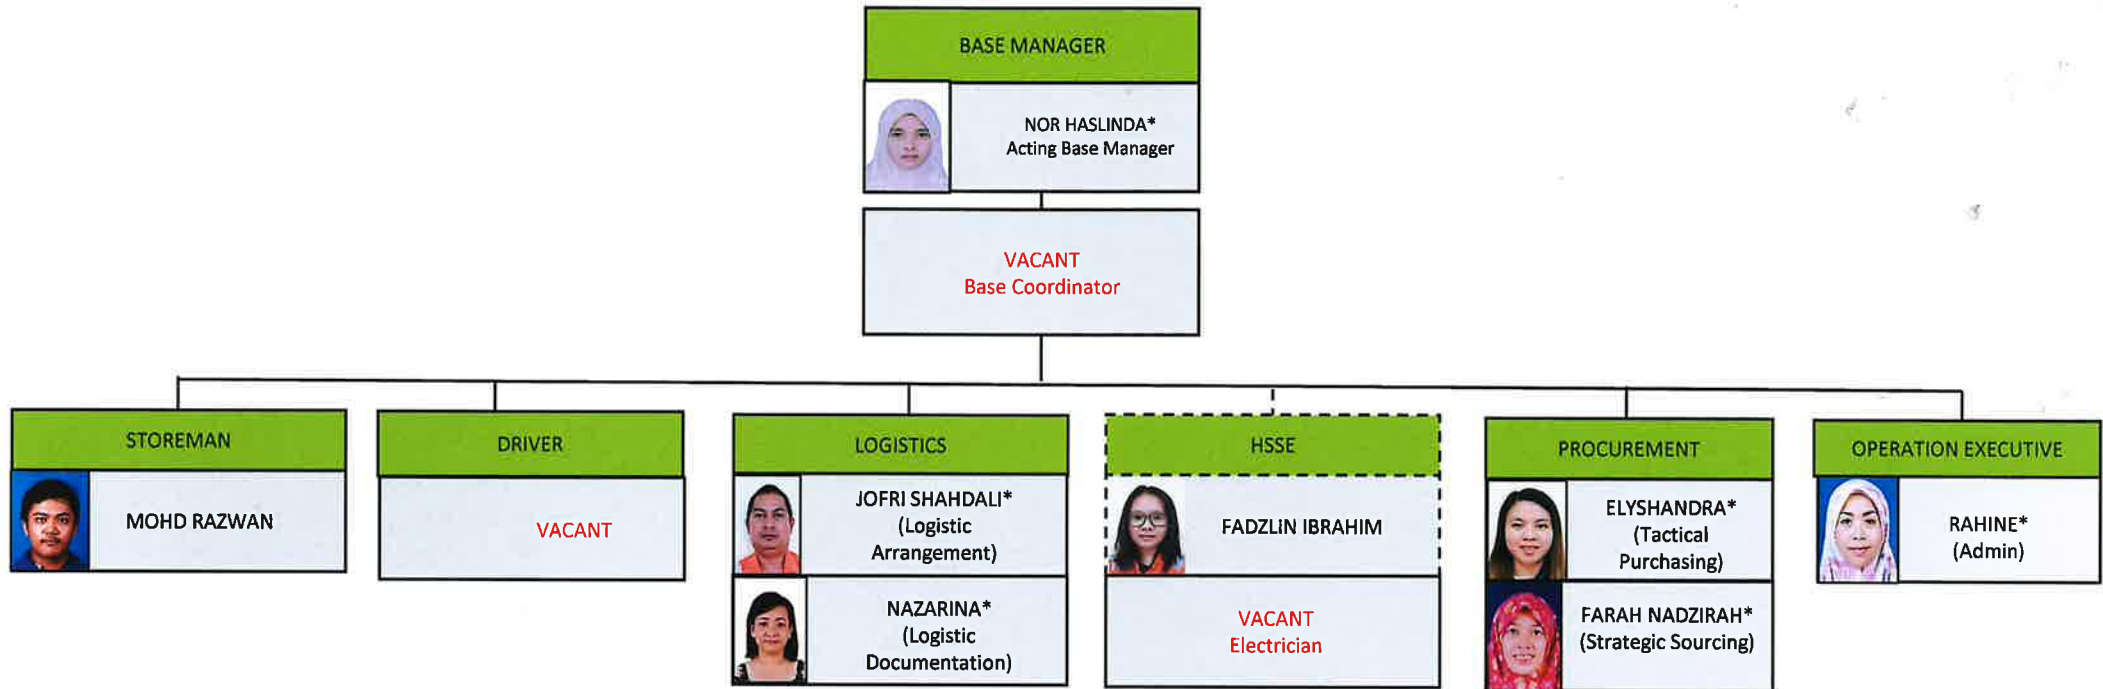 BASE MANAGER
NOR HASLINDA*
Acting Base Manager
VACANT
Base Coordinator
STOREMAN
MOHD RAZWAN
DRIVER
VACANT
LOGISTICS
JOFRI SHAHDALI*
(Logistic
Arrangement)
NAZARINA*
(Logistic
Documentation)
HSSE
FADZLIN IBRAHIM
VACANT
Electrician
PROCUREMENT
ELYSHANDRA*
(Tactical
Purchasing)
FARAH NADZIRAH*
(Strategic Sourcing)
OPERATION EXECUTIVE
RAHINE*
(Admin)